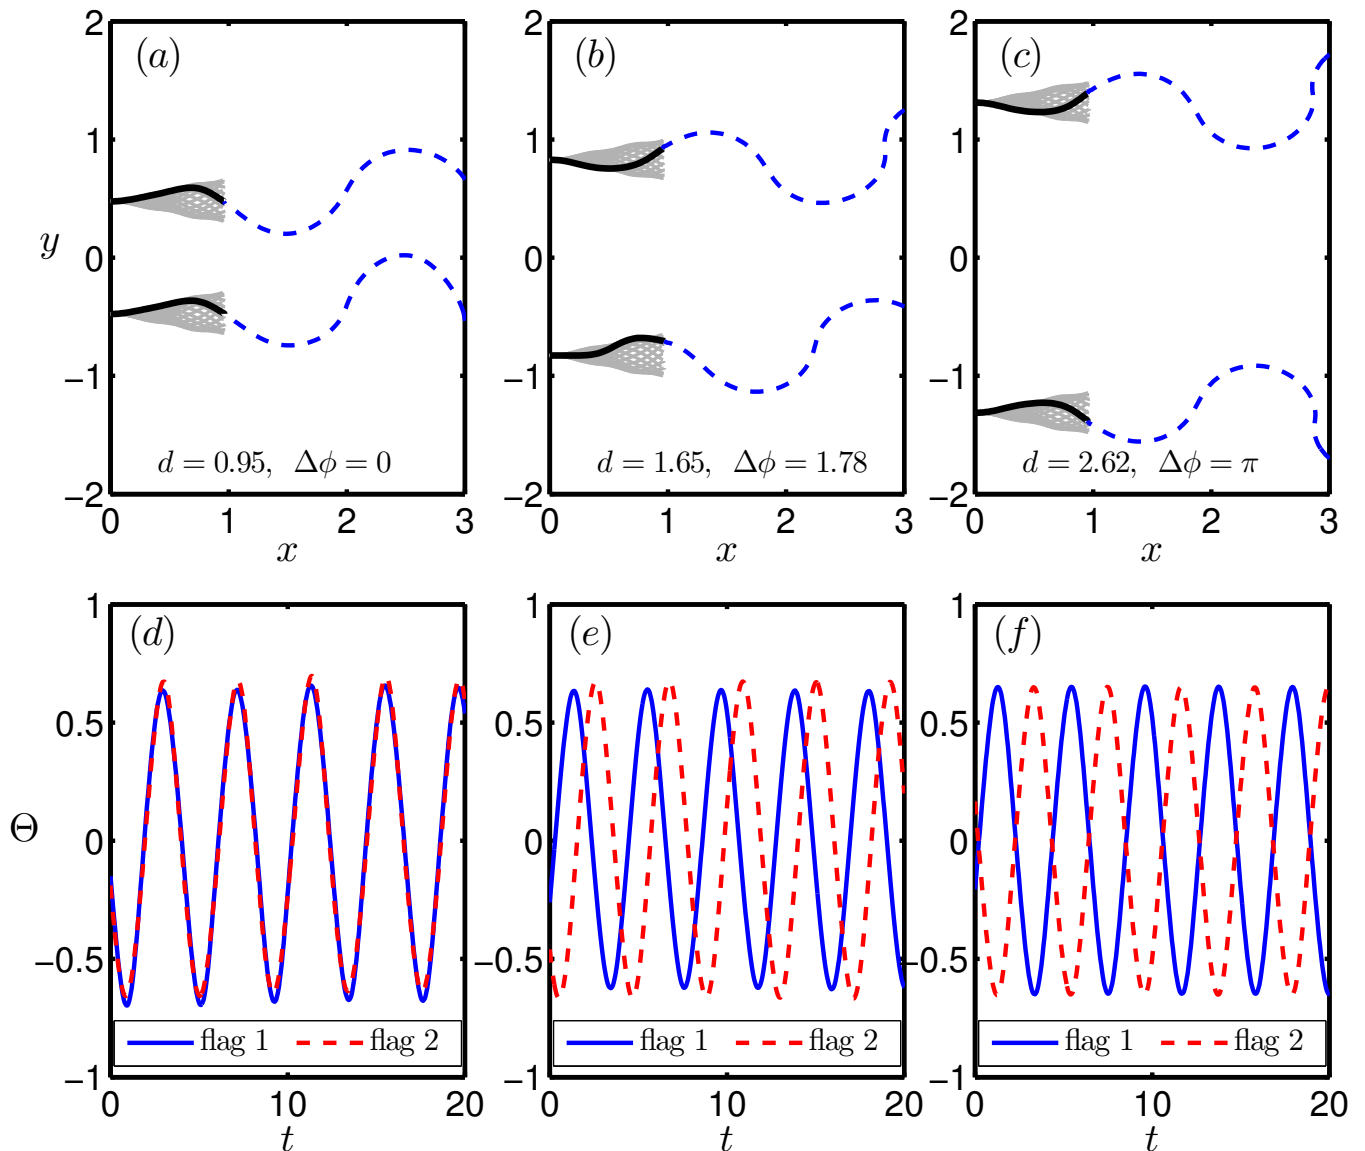 (a)
(b)
(c)
2
1
0
−1
−2
y
d = 0.95, Δϕ = 0
0
1
2
3
x
2
1
0
−1
−2
d = 1.65, Δϕ = 1.78
0
1
2
3
x
2
1
0
−1
−2
d = 2.62, Δϕ = π
0
1
2
3
x
(d)
(e)
(f)
1
0.5
0
−0.5
−1
Θ
flag 1 flag 2
0
10
20
t
1
0.5
0
−0.5
−1
flag 1 flag 2
0
10
20
t
1
0.5
0
−0.5
−1
flag 1 flag 2
0
10
20
t